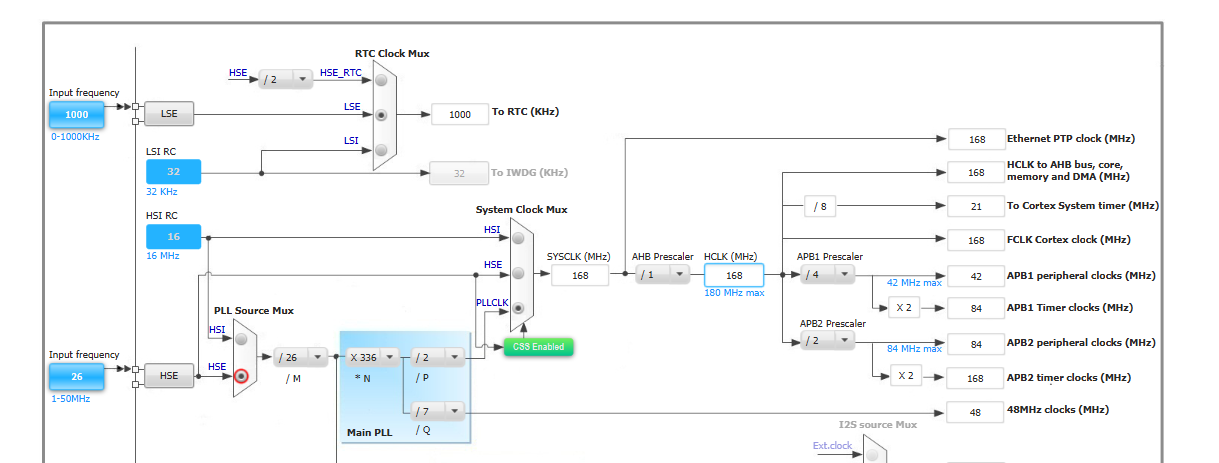 RTC Clock Mux
HSE
/ 2
HSE_RTC
Input frequency
1000
0-1000KHz
LSE
LSE
1000
To RTC (KHz)
LSI
LSI RC
32
32 KHz
32
To IWDG (KHz)
168
Ethernet PTP clock (MHz)
168
HCLK to AHB bus, core,
memory and DMA (MHz)
/ 8
21
To Cortex System timer (MHz)
HSI RC
16
16 MHz
System Clock Mux
HSI
HSE
PLLCLK
SYSCLK (MHz)
168
AHB Prescaler
/ 1
HCLK (MHz)
168
180 MHz max
168
FCLK Cortex clock (MHz)
APB1 Prescaler
/ 4
42 MHz max
42
APB1 peripheral clocks (MHz)
X 2
84
APB1 Timer clocks (MHz)
APB2 Prescaler
/ 2
84 MHz max
84
APB2 peripheral clocks (MHz)
X 2
168
APB2 timer clocks (MHz)
CSS Enabled
PLL Source Mux
HSI
HSE
Input frequency
26
1-50MHz
HSE
/ 26
/ M
X 336
* N
/ 2
/ P
/ 7
/ Q
Main PLL
48
48MHz clocks (MHz)
I2S source Mux
Ext.clock